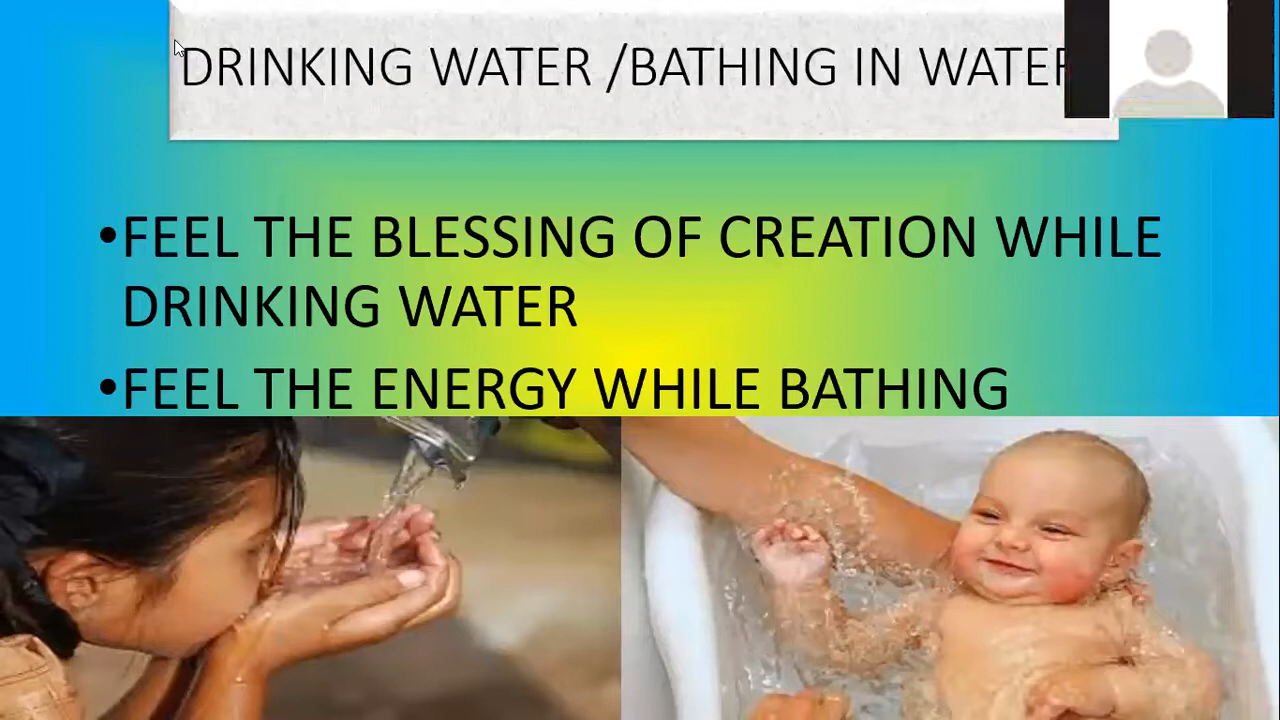 DRINKING WATER /BATHING IN WATER
•FEEL THE BLESSING OF CREATION WHILE
DRINKING WATER
•FEEL THE ENERGY WHILE BATHING